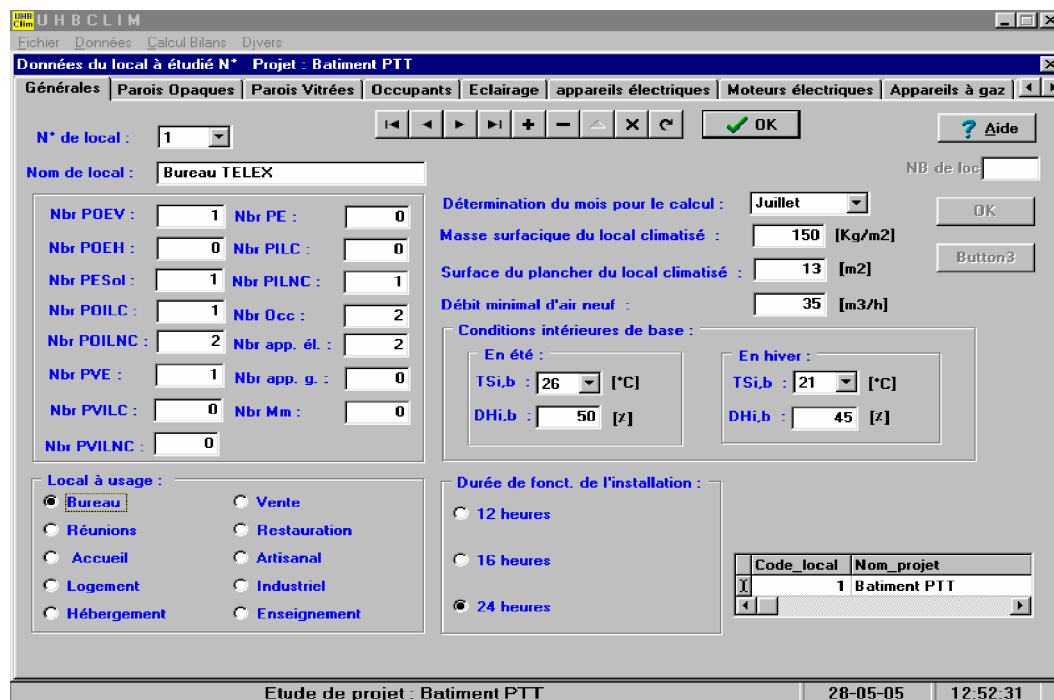 UHB Clim UHBCLIM
Fichier Données Calcul Bilans Divers
Données du local à étudié N° Projet : Batiment PTT
Générales Parois Opaques Parois Vitrées Occupants Eclairage appareils électriques Moteurs électriques Appareils à gaz
N° de local : 1 OK Aide
Nom de local : Bureau TELEX NB de loc
Nbr POEV : 1 Nbr PE : 0
Nbr POEH : 0 Nbr PILC : 0
Nbr PESol : 1 Nbr PILNC : 1
Nbr POILC : 1 Nbr Occ : 2
Nbr POILNC : 2 Nbr app. él. : 2
Nbr PVE : 1 Nbr app. g. : 0
Nbr PVILC : 0 Nbr Mm : 0
Nbr PVILNC : 0
Détermination du mois pour le calcul : Juillet
Masse surfacique du local climatisé : 150 [Kg/m2]
Surface du plancher du local climatisé : 13 [m2]
Débit minimal d'air neuf : 35 [m3/h]
OK
Button3
Conditions intérieures de base :
En été :
TSi,b : 26 [°C]
DHi,b : 50 [%]
En hiver :
TSi,b : 21 [°C]
DHi,b : 45 [%]
Local à usage :
Bureau Vente
Réunions Restauration
Accueil Artisanal
Logement Industriel
Hébergement Enseignement
Durée de fonct. de l'installation :
12 heures
16 heures
24 heures
Code_local Nom_projet
1 Batiment PTT
Etude de projet : Batiment PTT 28-05-05 12:52:31